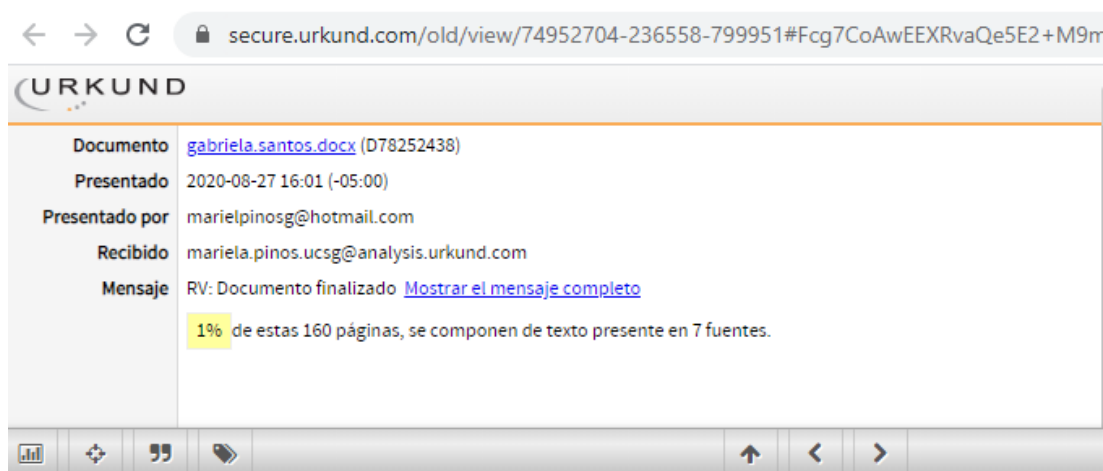 secure.urkund.com/old/view/74952704-236558-799951#Fcg7CoAwEEXRvaQe5E2+M9m
URKUND
Documento gabriela.santos.docx (D78252438)
Presentado 2020-08-27 16:01 (-05:00)
Presentado por marielpinosg@hotmail.com
Recibido mariela.pinos.ucsg@analysis.urkund.com
Mensaje RV: Documento finalizado Mostrar el mensaje completo
1% de estas 160 páginas, se componen de texto presente en 7 fuentes.